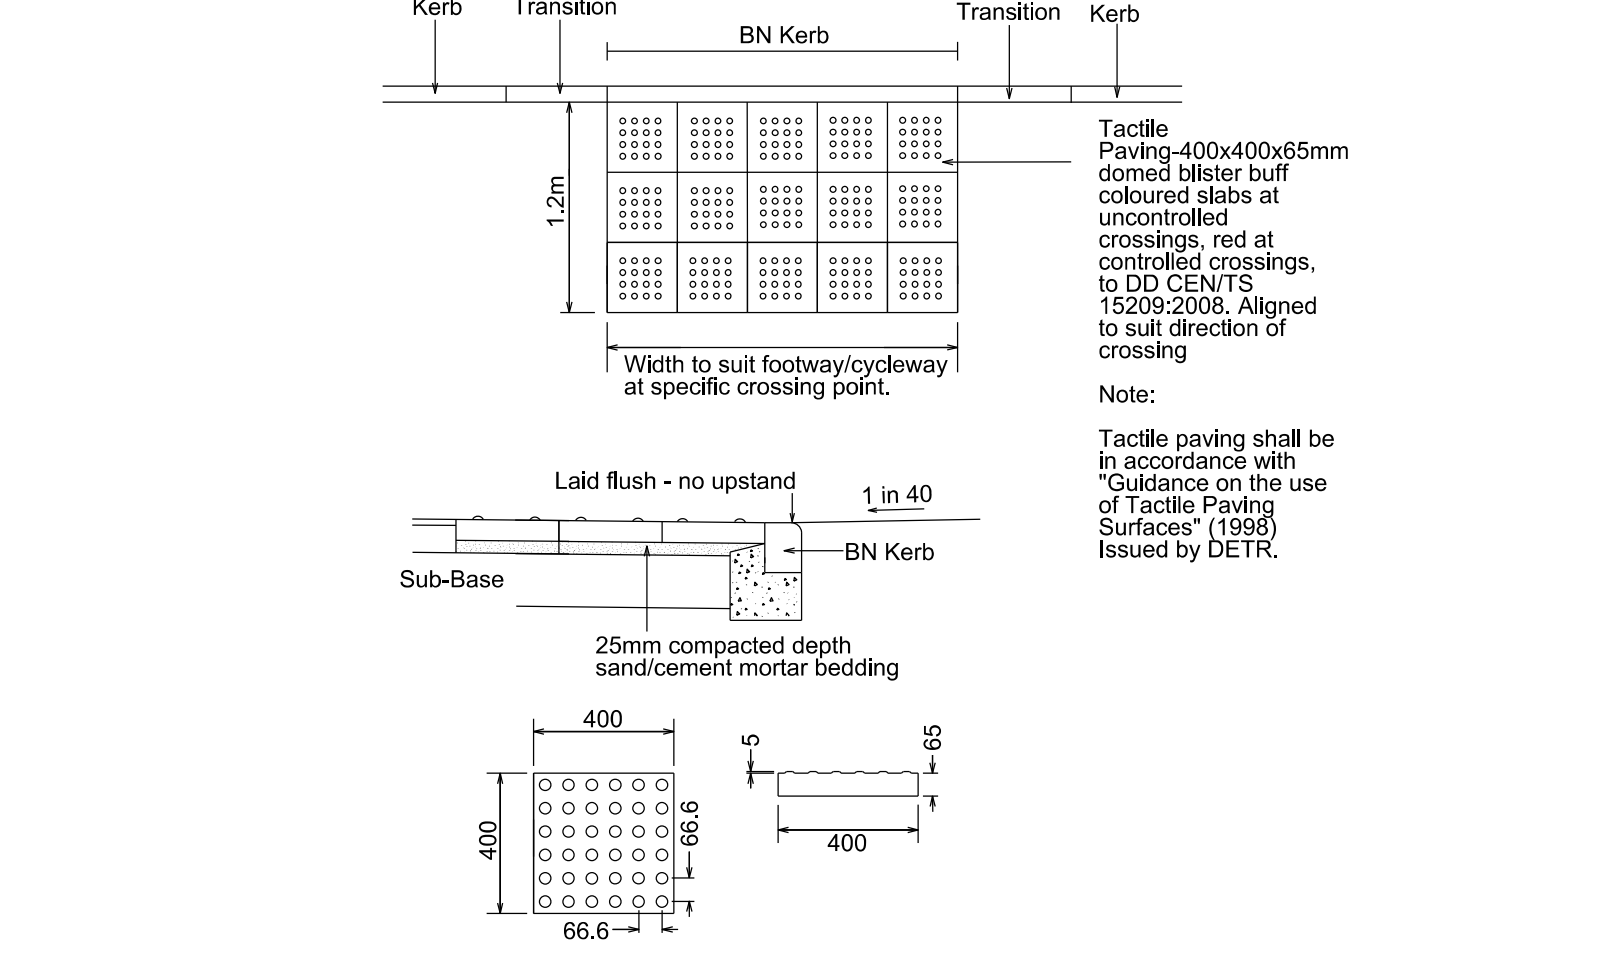 Kerb
Transition
BN Kerb
Transition
Kerb
1.2m
Tactile
Paving-400x400x65mm
domed blister buff
coloured slabs at
uncontrolled
crossings, red at
controlled crossings,
to DD CEN/TS
15209:2008. Aligned
to suit direction of
crossing
Width to suit footway/cycleway
at specific crossing point.
Note:
Tactile paving shall be
in accordance with
"Guidance on the use
of Tactile Paving
Surfaces" (1998)
Issued by DETR.
Laid flush - no upstand
1 in 40
BN Kerb
Sub-Base
25mm compacted depth
sand/cement mortar bedding
400
400
66.6
66.6
5
65
400